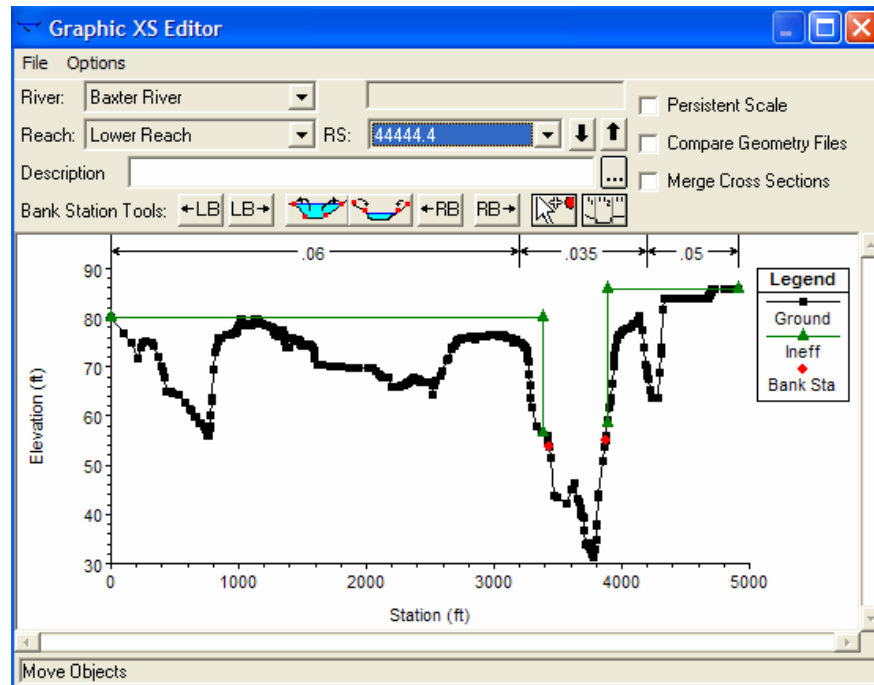 Graphic XS Editor
File Options
River: Baxter River
Persistent Scale
Reach: Lower Reach RS: 44444.4
Compare Geometry Files
Description ...
Merge Cross Sections
Bank Station Tools: ←LB LB→ ←RB RB→
.06 .035 .05
90
80
70
60
50
40
30
0 1000 2000 3000 4000 5000
Elevation (ft)
Station (ft)
Legend
Ground
Ineff
Bank Sta
Move Objects